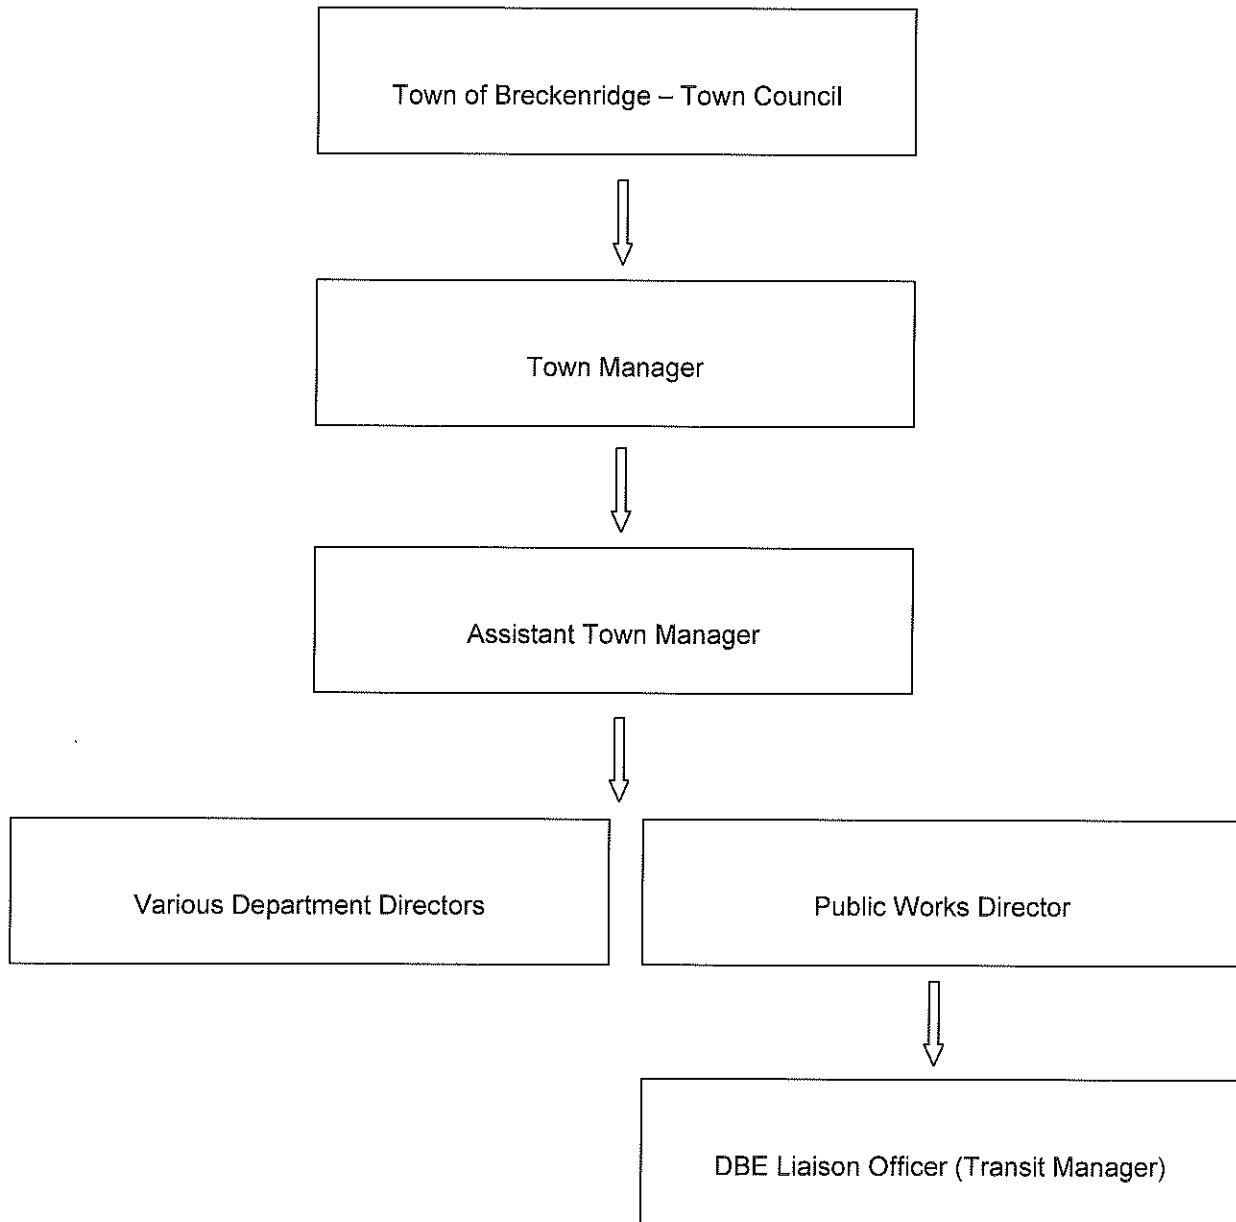 Town of Breckenridge – Town Council
Town Manager
Assistant Town Manager
Various Department Directors
Public Works Director
DBE Liaison Officer (Transit Manager)